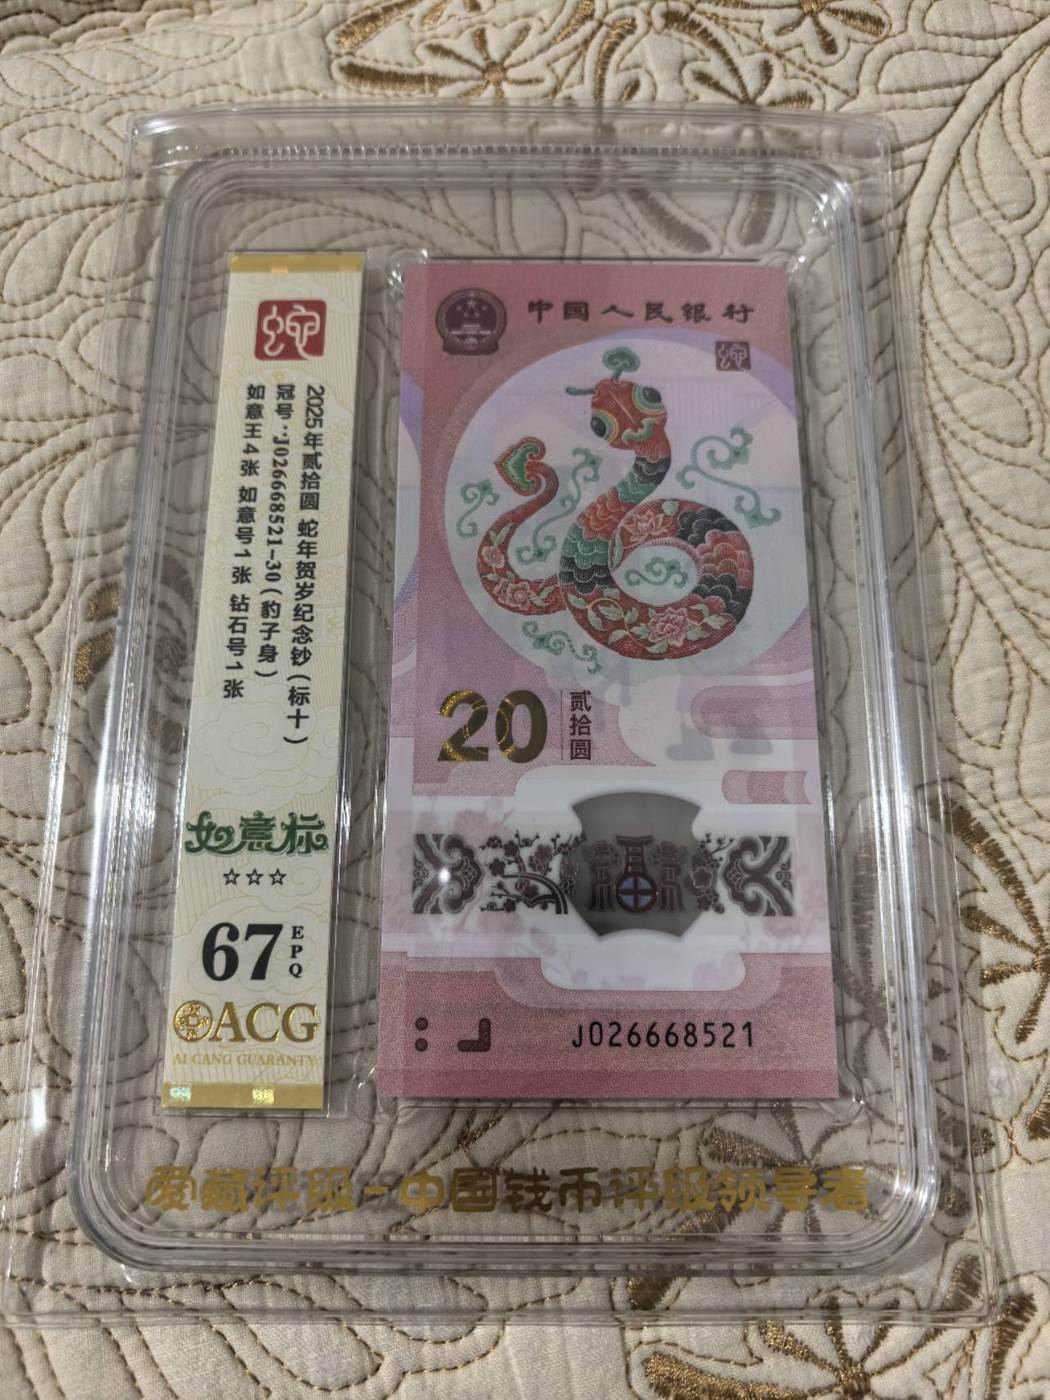 蛇
2025年贰拾圆 蛇年贺岁纪念钞(标十)
冠号:J026668521-30(豹子身)
如意王4张 如意号1张 钻石号1张
如意标
☆☆☆
67 EPQ
ACG
AI CANG GUARANTY
中国人民银行
蛇
20 贰拾圆
J026668521
爱藏评级-中国钱币评级领导者